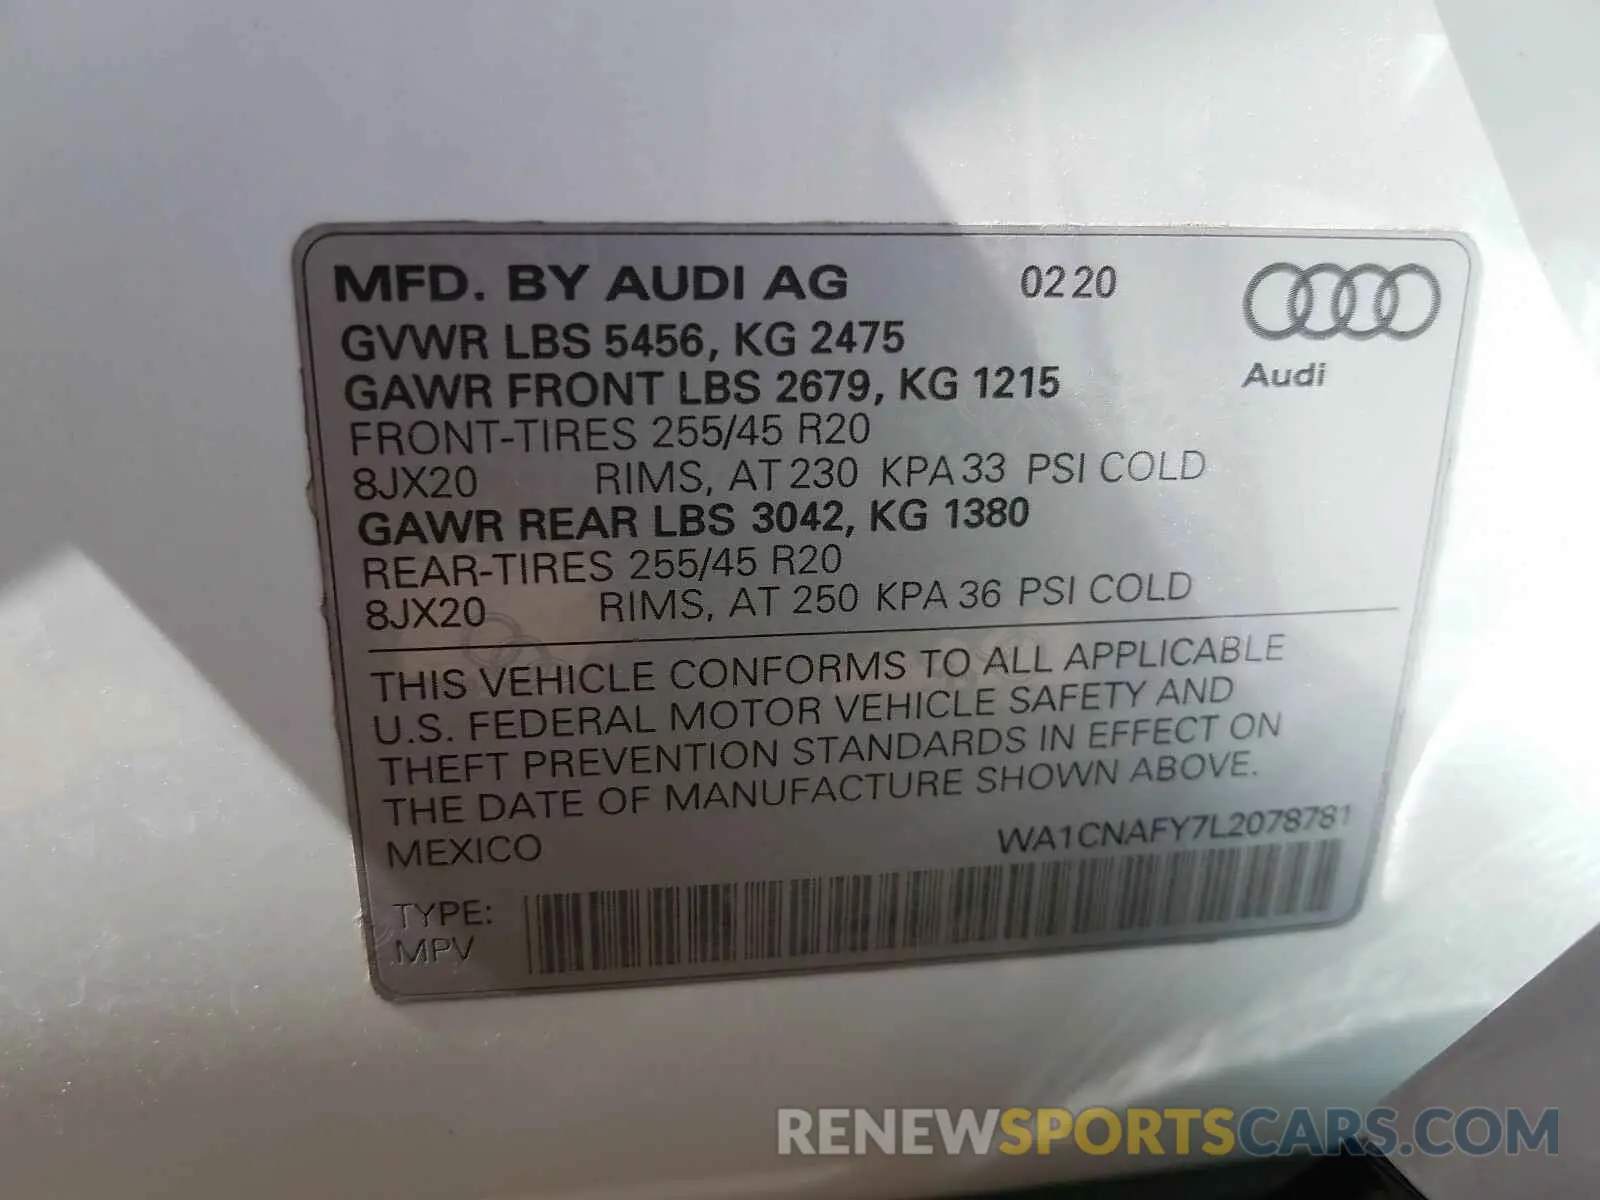 MFD. BY AUDI AG 02 20
GVWR LBS 5456, KG 2475
GAWR FRONT LBS 2679, KG 1215
Audi
FRONT-TIRES 255/45 R20
8JX20 RIMS, AT 230 KPA 33 PSI COLD
GAWR REAR LBS 3042, KG 1380
REAR-TIRES 255/45 R20
8JX20 RIMS, AT 250 KPA 36 PSI COLD
THIS VEHICLE CONFORMS TO ALL APPLICABLE
U.S. FEDERAL MOTOR VEHICLE SAFETY AND
THEFT PREVENTION STANDARDS IN EFFECT ON
THE DATE OF MANUFACTURE SHOWN ABOVE.
MEXICO WA1CNAFY7L2078781
TYPE:
MPV
RENEWSPORTSCARS.COM